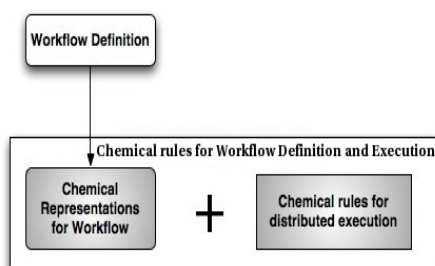 Workflow Definition
Chemical rules for Workflow Definition and Execution
Chemical
Representations
for Workflow
+
Chemical rules for
distributed execution